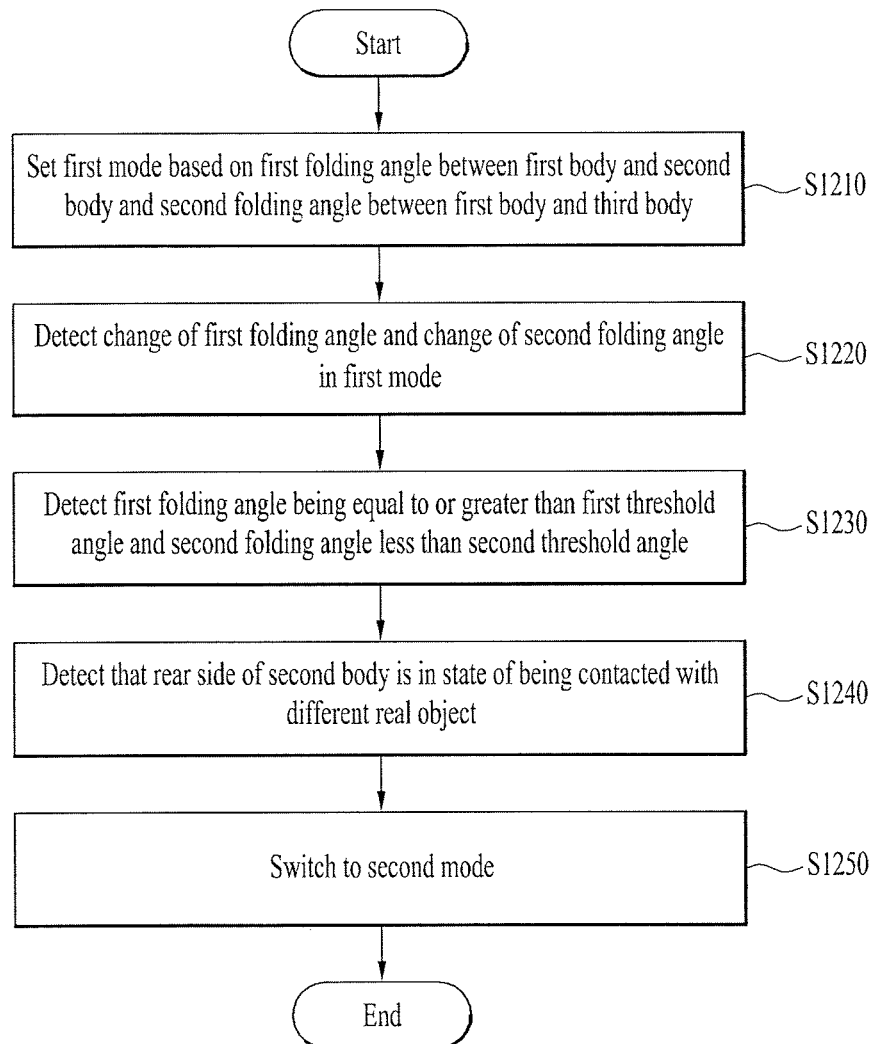 Start
Set first mode based on first folding angle between first body and second
body and second folding angle between first body and third body
S1210
Detect change of first folding angle and change of second folding angle
in first mode
S1220
Detect first folding angle being equal to or greater than first threshold
angle and second folding angle less than second threshold angle
S1230
Detect that rear side of second body is in state of being contacted with
different real object
S1240
Switch to second mode
S1250
End